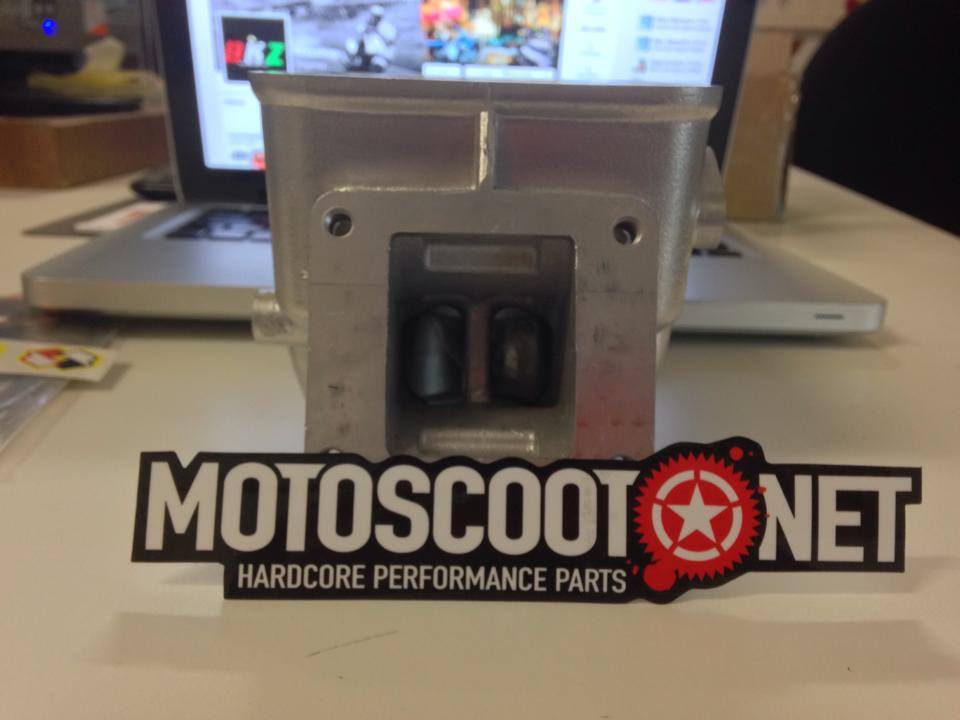 MOTOSCOOT NET
HARDCORE PERFORMANCE PARTS